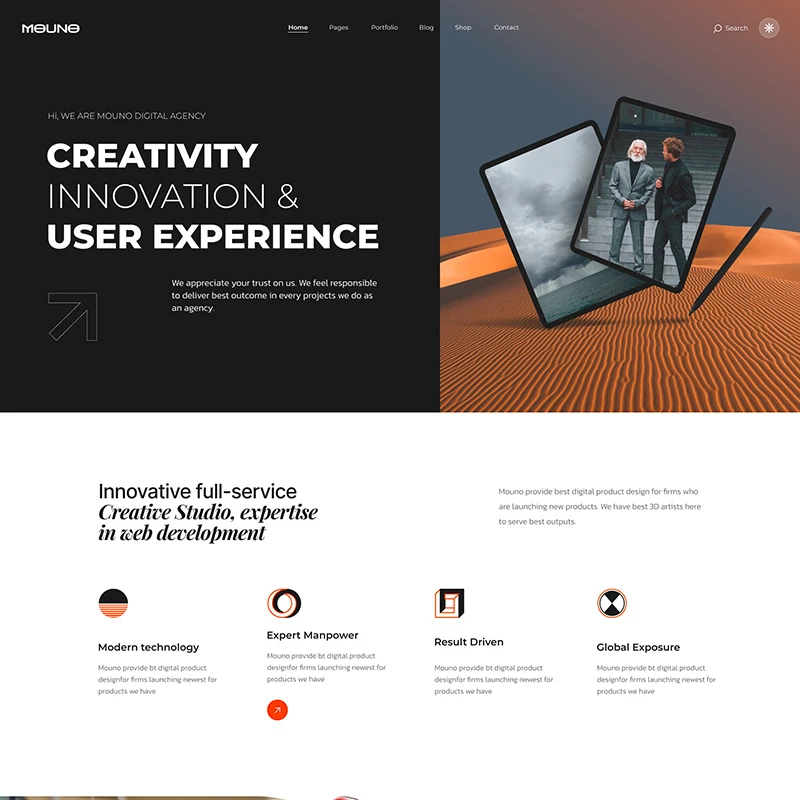 MOUNO
Home Pages Portfolio Blog Shop Contact
Search
Hi, WE ARE MOUNO DIGITAL AGENCY
CREATIVITY
INNOVATION &
USER EXPERIENCE
We appreciate your trust on us. We feel responsible
to deliver best outcome in every projects we do as
an agency.
Innovative full-service
Creative Studio, expertise
in web development
Mouno provide best digital product design for firms who
are launching new products. We have best 3D artists here
to serve best outputs.
Modern technology
Mouno provide bt digital product
designfor firms launching newest for
products we have
Expert Manpower
Mouno provide bt digital product
designfor firms launching newest for
products we have
Result Driven
Mouno provide bt digital product
designfor firms launching newest for
products we have
Global Exposure
Mouno provide bt digital product
designfor firms launching newest for
products we have